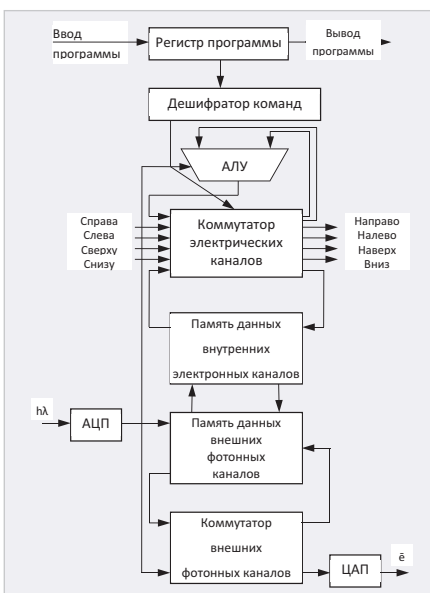 Ввод
программы
Регистр программы
Вывод
программы
Дешифратор команд
АЛУ
Справа
Слева
Сверху
Снизу
Коммутатор
электрических
каналов
Направо
Налево
Наверх
Вниз
Память данных
внутренних
электронных каналов
hλ
АЦП
Память данных
внешних
фотонных
каналов
Коммутатор
внешних
фотонных каналов
ЦАП
ē